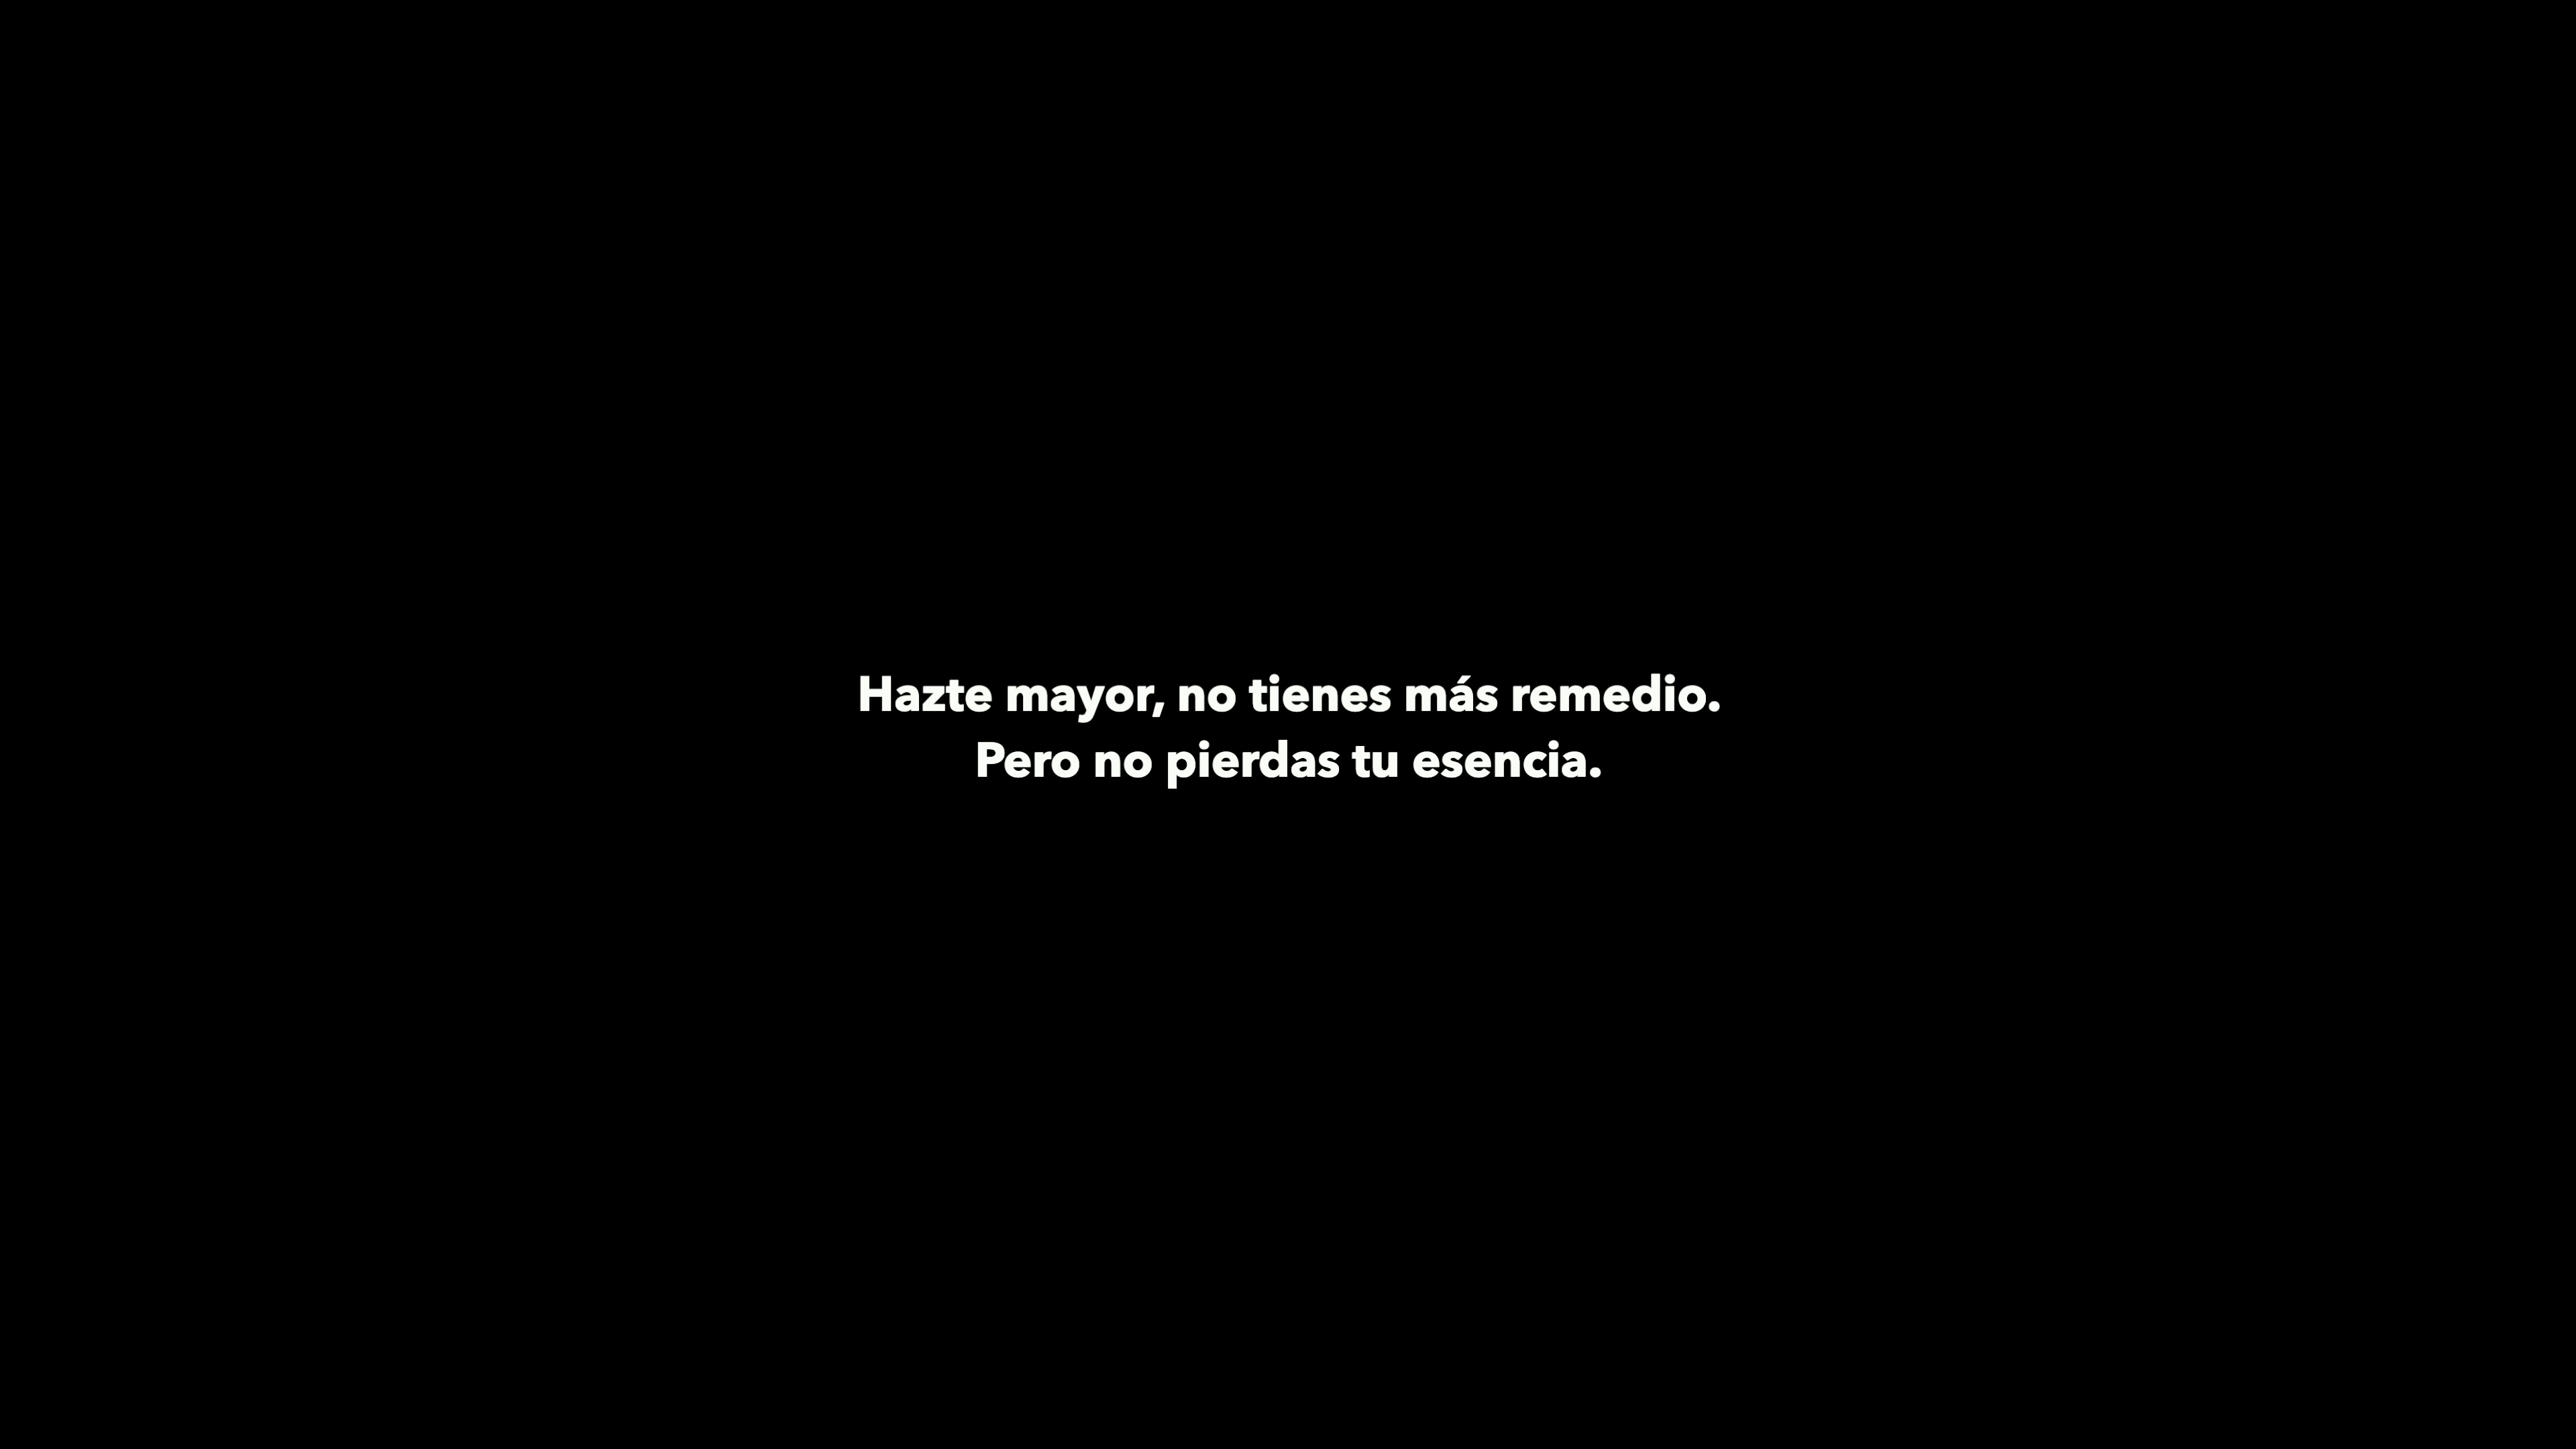 Hazte mayor, no tienes más remedio.
Pero no pierdas tu esencia.